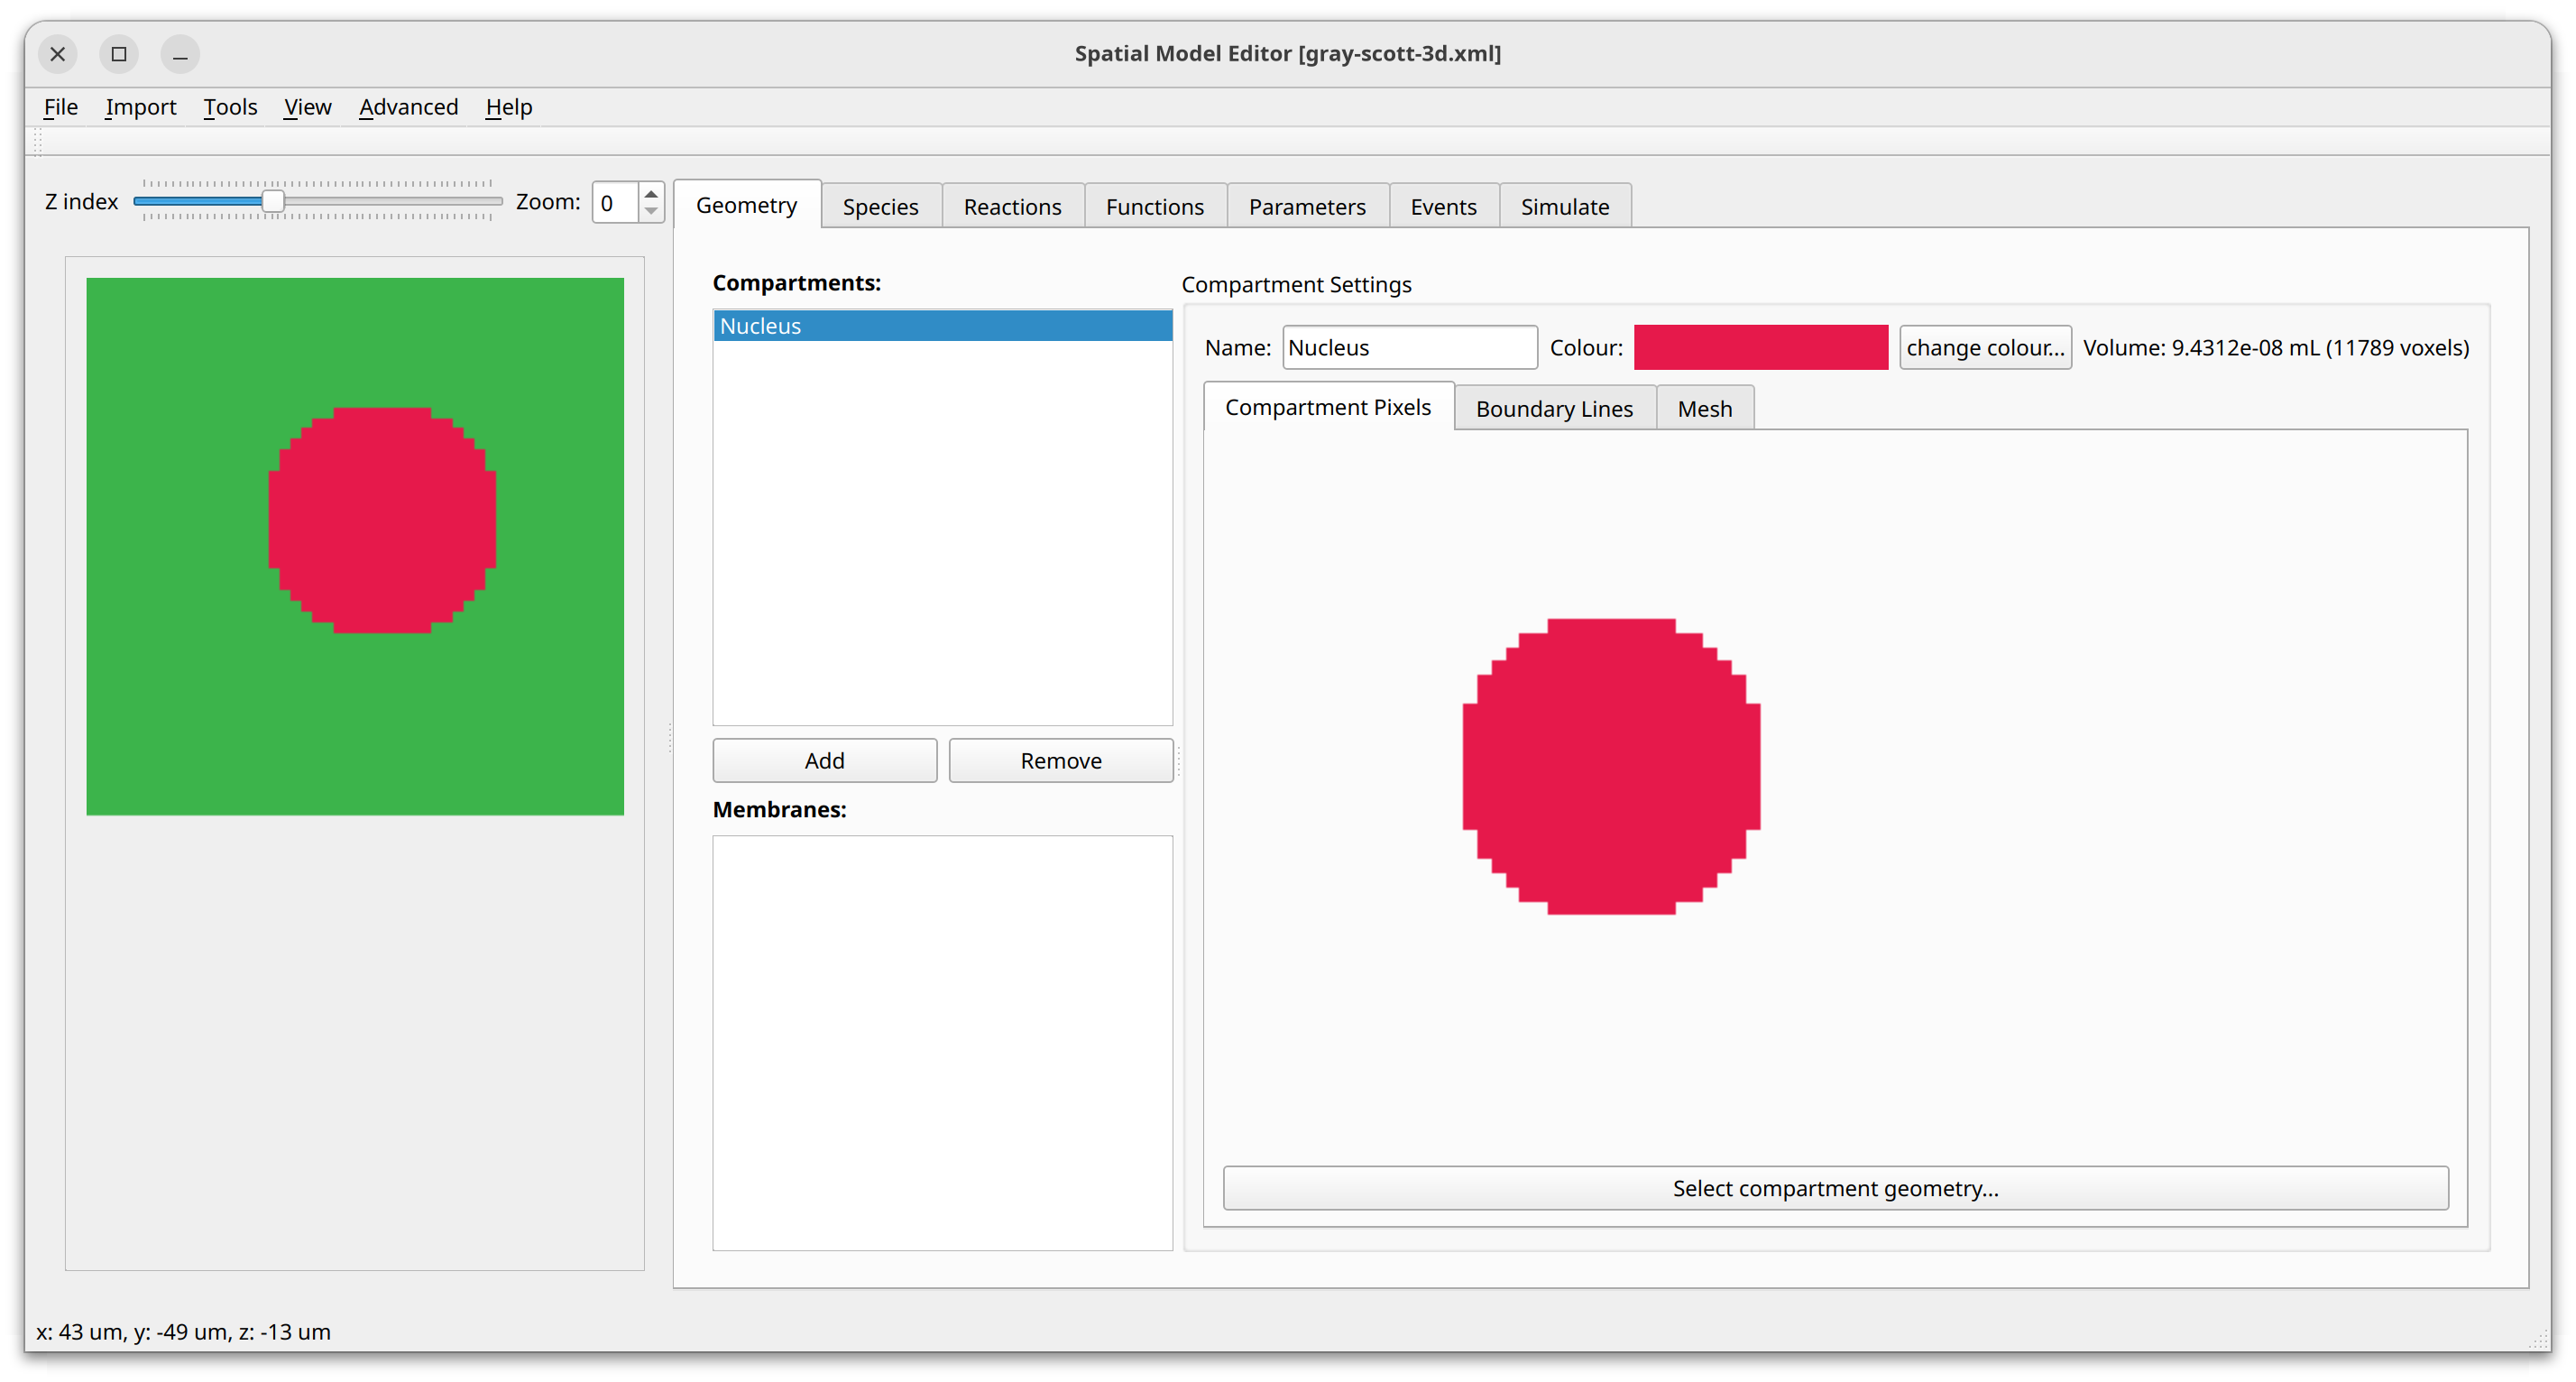 Spatial Model Editor [gray-scott-3d.xml]
File Import Tools View Advanced Help
Z index Zoom: 0
Geometry Species Reactions Functions Parameters Events Simulate
Compartments:
Nucleus
Add Remove
Membranes:
Compartment Settings
Name: Nucleus Colour: change colour... Volume: 9.4312e-08 mL (11789 voxels)
Compartment Pixels Boundary Lines Mesh
Select compartment geometry...
x: 43 um, y: -49 um, z: -13 um